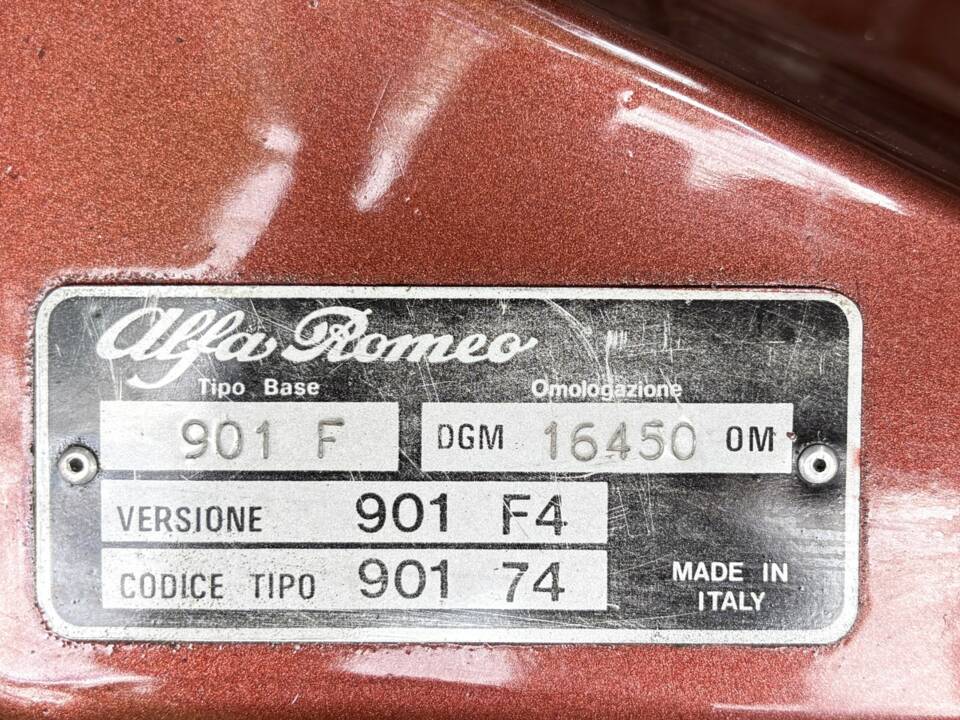 Alfa Romeo
Tipo Base Omologazione
901 F DGM 16450 OM
VERSIONE 901 F4
CODICE TIPO 901 74
MADE IN
ITALY